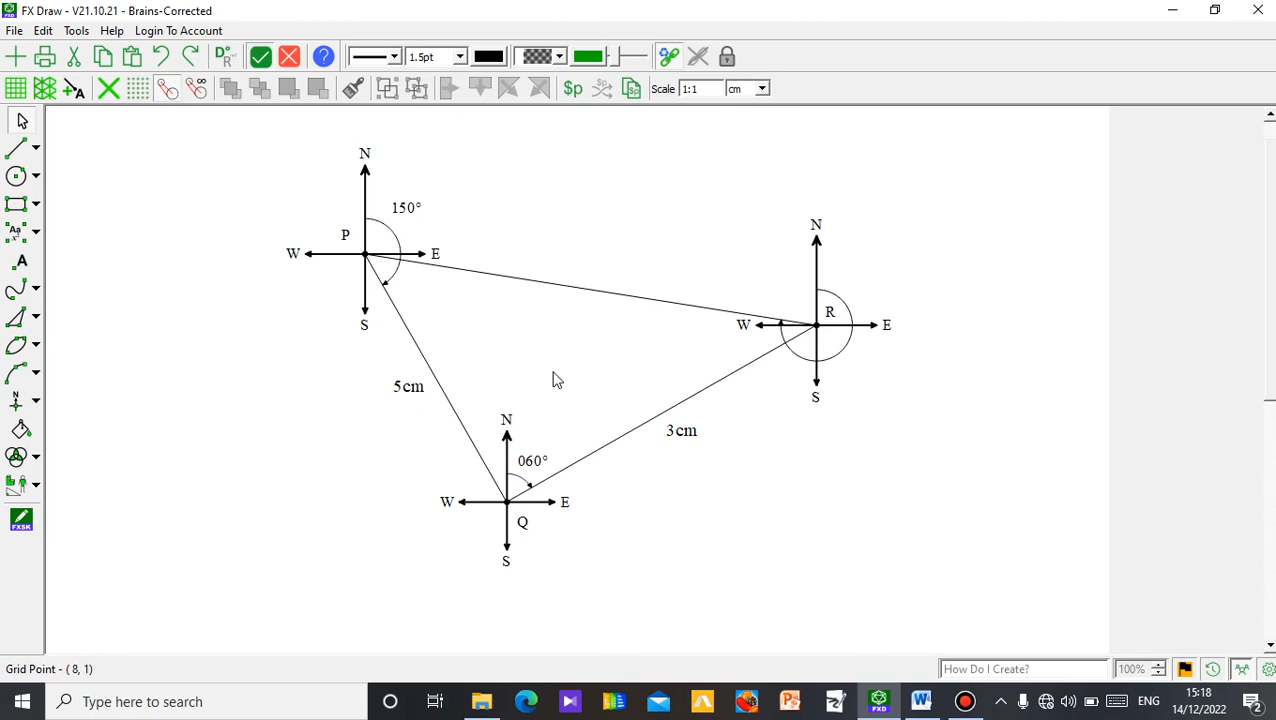 FX Draw - V21.10.21 - Brains-Corrected
File Edit Tools Help Login To Account
1.5pt
Scale 1:1 cm
N
150°
P
W E
S
N
R
W E
S
5cm
3cm
N
060°
W E
Q
S
Grid Point - ( 8, 1)
How Do I Create?
100%
Type here to search
ENG
15:18
14/12/2022
2